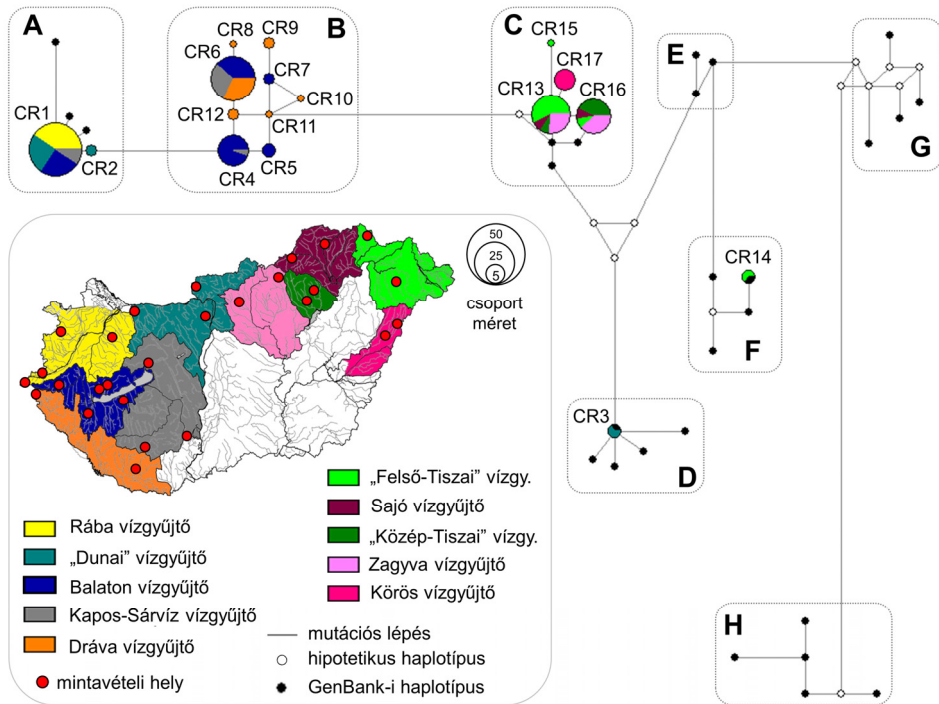 A
B
C
E
G
CR1
CR2
CR8
CR9
CR6
CR7
CR10
CR12
CR11
CR4
CR5
CR15
CR17
CR13
CR16
CR14
F
CR3
D
H
50
25
5
csoport
méret
Rába vízgyűjtő
„Dunai” vízgyűjtő
Balaton vízgyűjtő
Kapos-Sárvíz vízgyűjtő
Dráva vízgyűjtő
mintavételi hely
„Felső-Tiszai” vízgy.
Sajó vízgyűjtő
„Közép-Tiszai” vízgy.
Zagyva vízgyűjtő
Körös vízgyűjtő
mutációs lépés
hipotetikus haplotípus
GenBank-i haplotípus